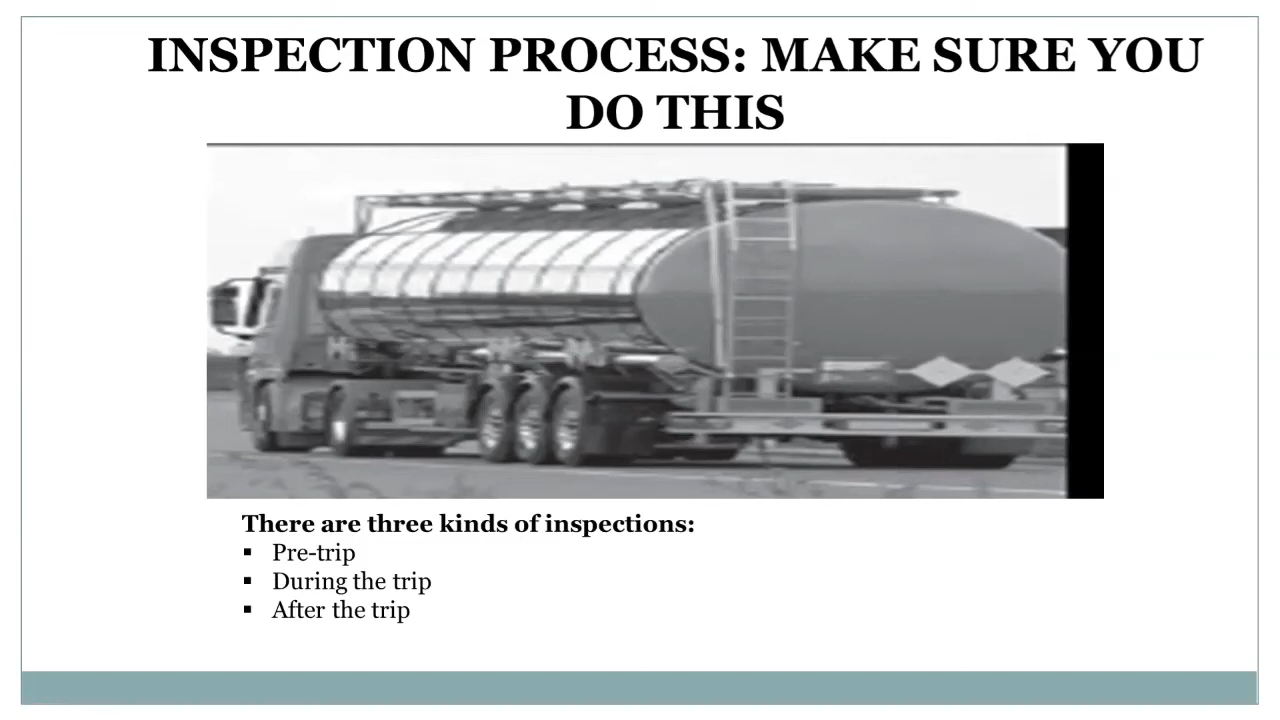 INSPECTION PROCESS: MAKE SURE YOU
DO THIS
There are three kinds of inspections:
▪ Pre-trip
▪ During the trip
▪ After the trip